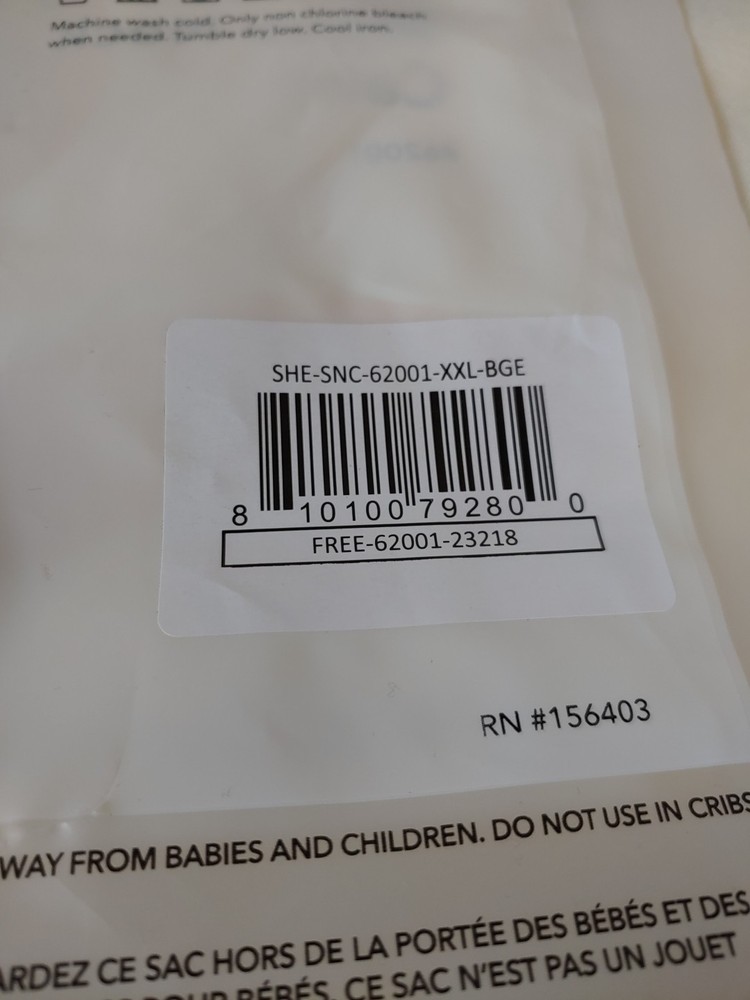 Machine wash cold. Only non chlorine bleach
when needed. Tumble dry low. Cool iron.
SHE-SNC-62001-XXL-BGE
8 10100 79280 0
FREE-62001-23218
RN #156403
WAY FROM BABIES AND CHILDREN. DO NOT USE IN CRIBS
ARDEZ CE SAC HORS DE LA PORTÉE DES BÉBÉS ET DES
POUR BÉBÉS. CE SAC N'EST PAS UN JOUET